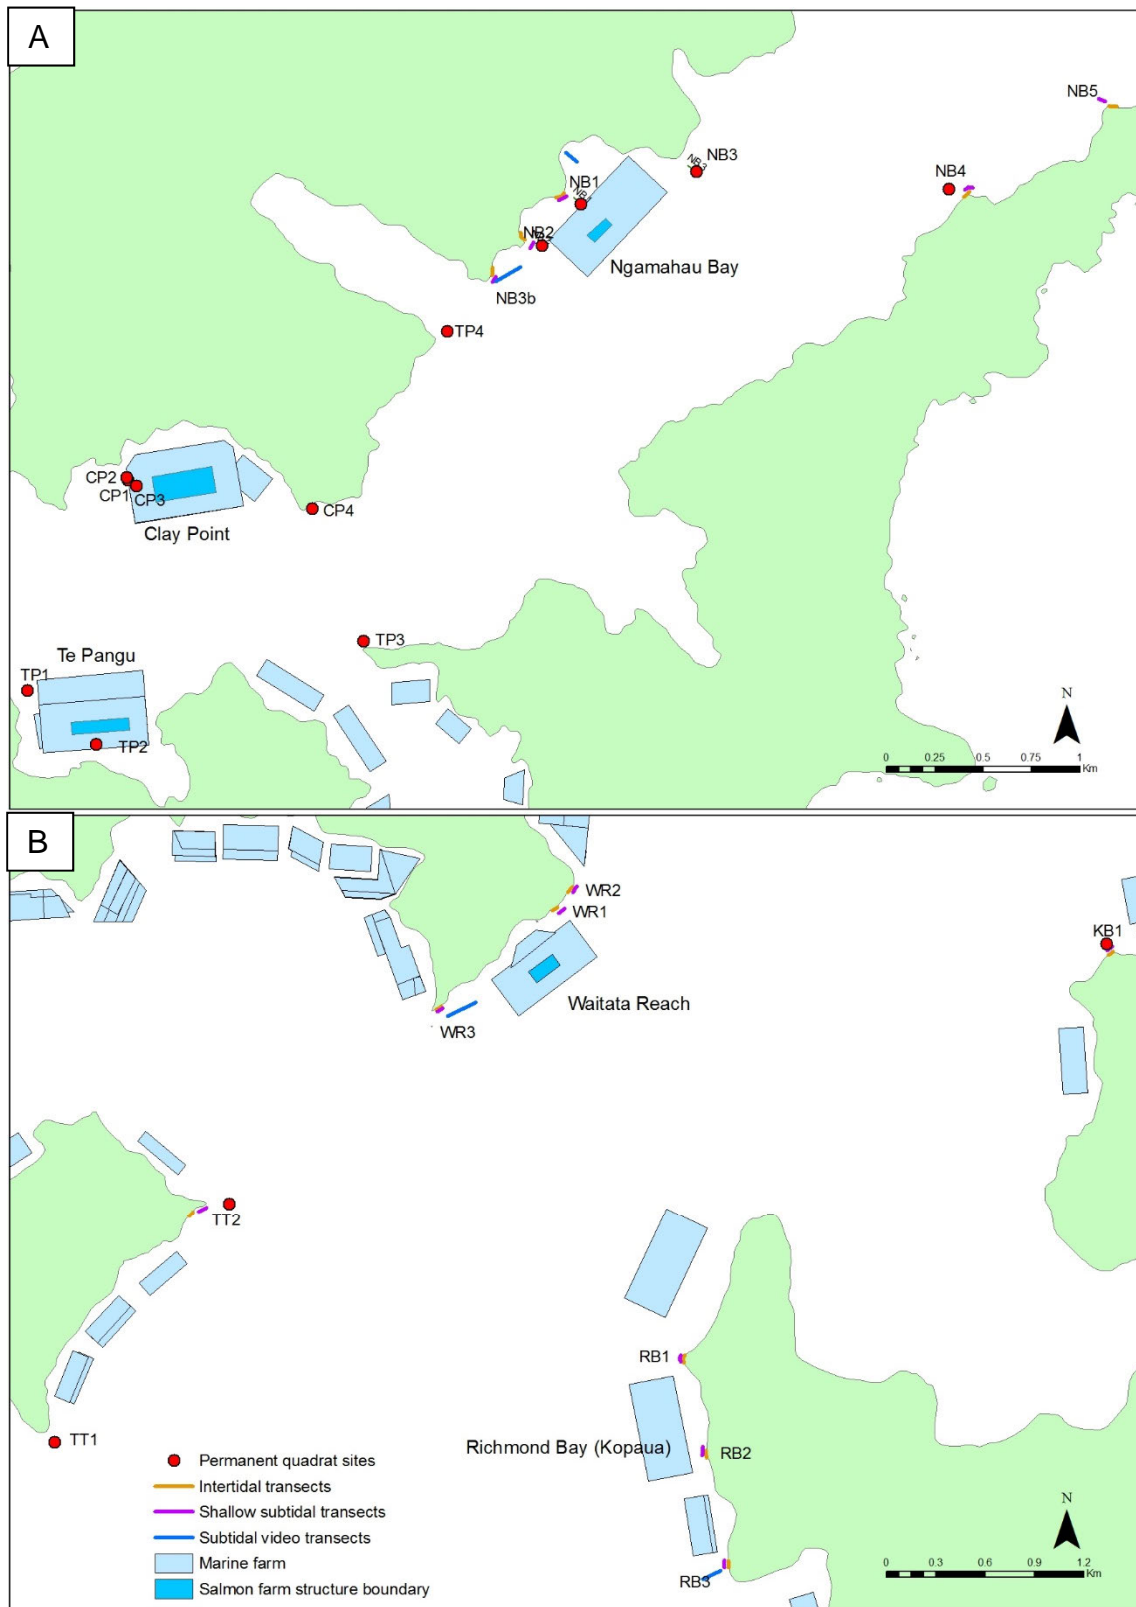 A
NB5
NB3
NB3
NB4
NB1
NB1
NB2
Ngamahau Bay
NB3b
TP4
CP2
CP1
CP3
CP4
Clay Point
TP3
Te Pangu
TP1
TP2
N
0 0.25 0.5 0.75 1
Km
B
WR2
WR1
KB1
Waitata Reach
WR3
TT2
RB1
TT1
Richmond Bay (Kopaua)
RB2
RB3
Permanent quadrat sites
Intertidal transects
Shallow subtidal transects
Subtidal video transects
Marine farm
Salmon farm structure boundary
N
0 0.3 0.6 0.9 1.2
Km